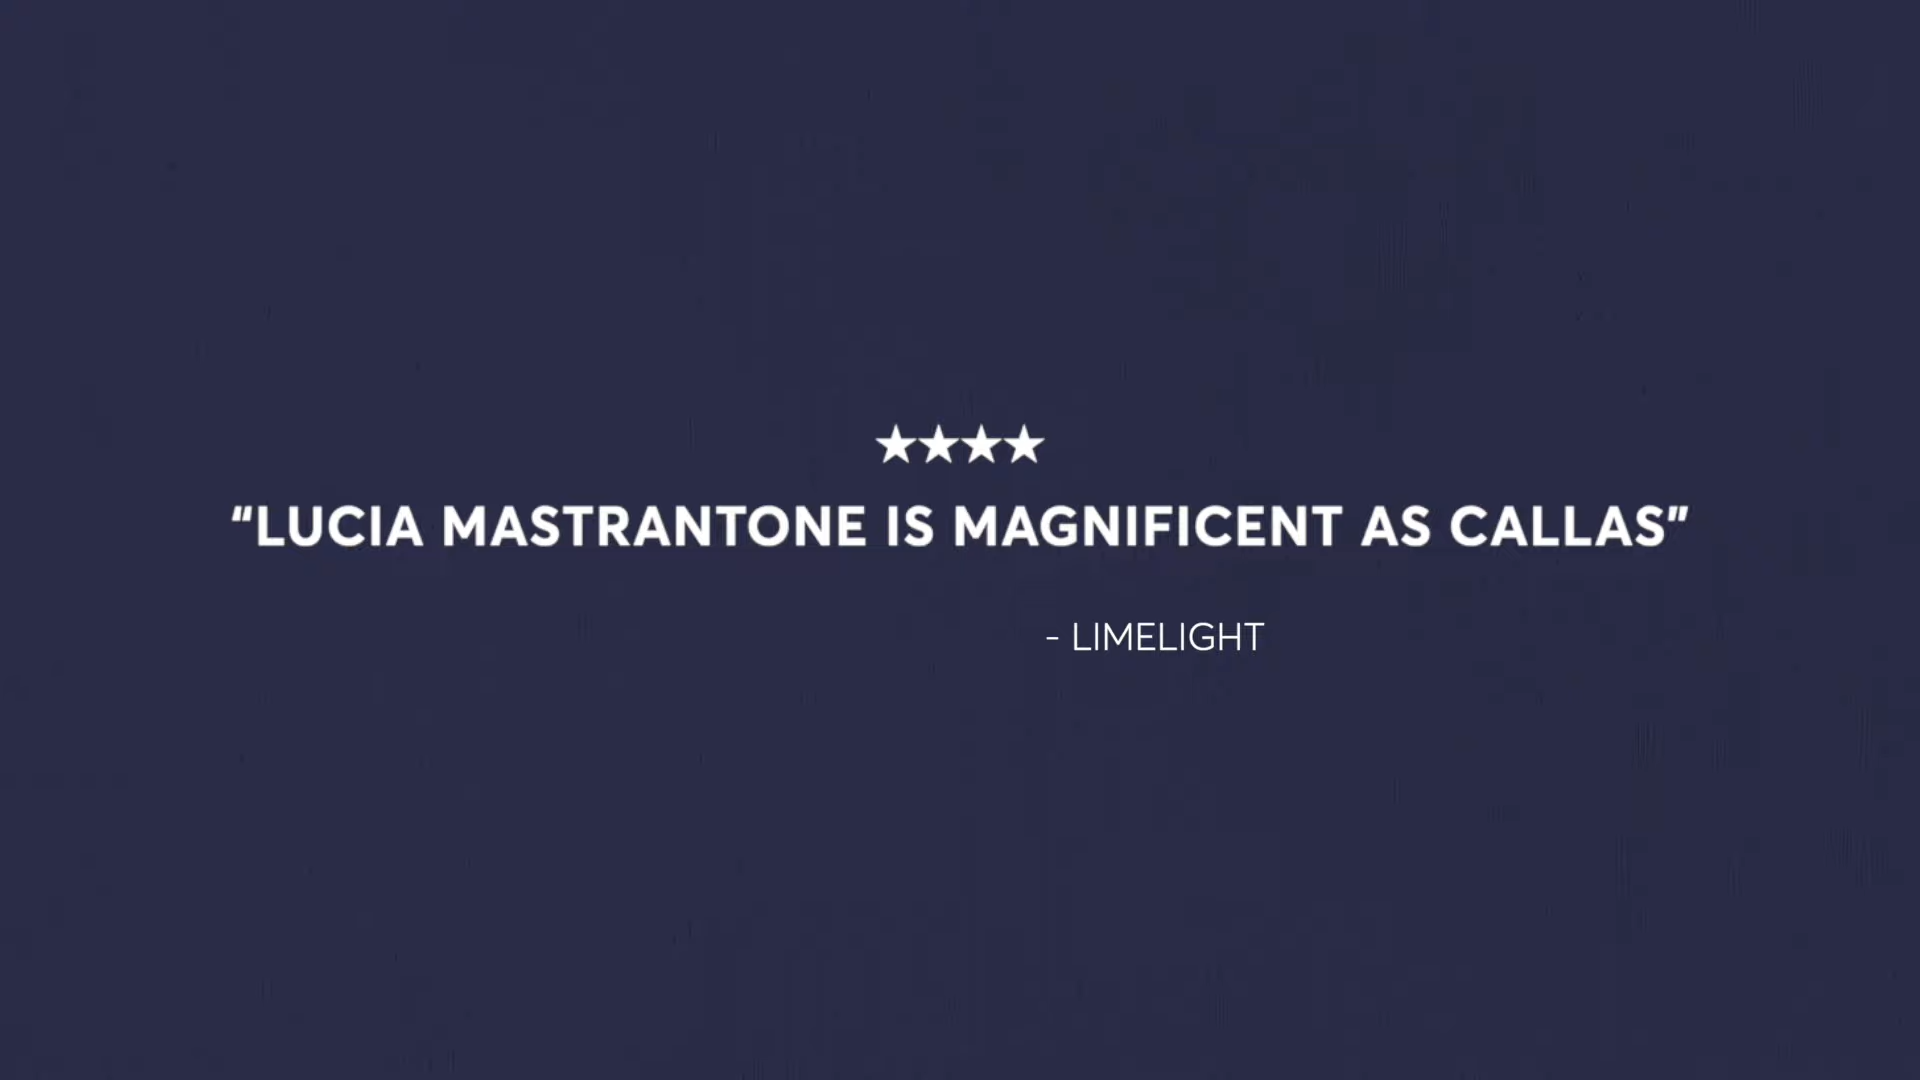 ★★★★
“LUCIA MASTRANTONE IS MAGNIFICENT AS CALLAS”
- LIMELIGHT